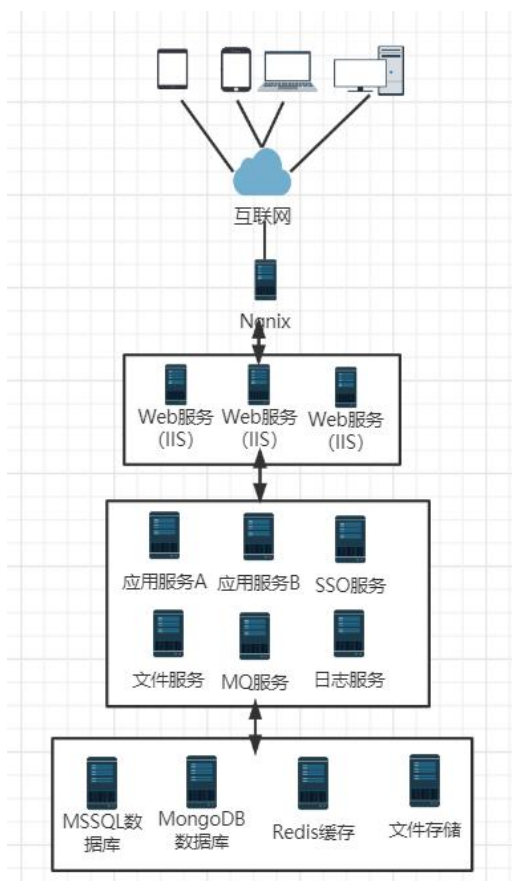 互联网
Nqnix
Web服务 Web服务 Web服务
(IIS) (IIS) (IIS)
应用服务A 应用服务B SSO服务
文件服务 MQ服务 日志服务
MSSQL数 MongoDB Redis缓存 文件存储
据库 数据库